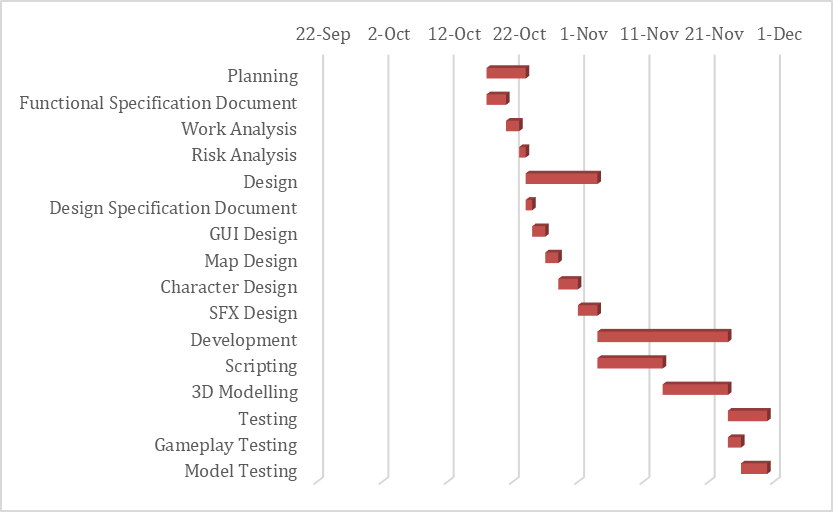 22-Sep 2-Oct 12-Oct 22-Oct 1-Nov 11-Nov 21-Nov 1-Dec
Planning
Functional Specification Document
Work Analysis
Risk Analysis
Design
Design Specification Document
GUI Design
Map Design
Character Design
SFX Design
Development
Scripting
3D Modelling
Testing
Gameplay Testing
Model Testing